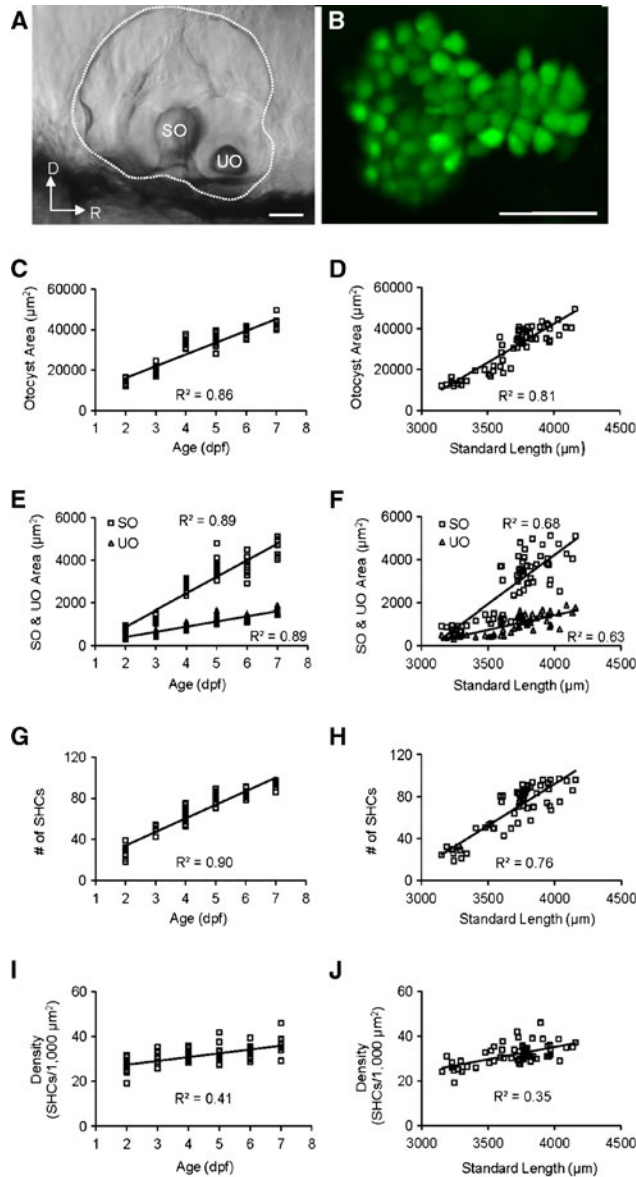 A
SO
UO
D
R
B
C
Otocyst Area (µm²)
60000
40000
20000
0
1 2 3 4 5 6 7 8
R² = 0.86
Age (dpf)
D
Otocyst Area (µm²)
60000
40000
20000
0
3000 3500 4000 4500
R² = 0.81
Standard Length (µm)
E
SO & UO Area (µm²)
6000
4000
2000
0
SO
UO
R² = 0.89
R² = 0.89
1 2 3 4 5 6 7 8
Age (dpf)
F
SO & UO Area (µm²)
6000
4000
2000
0
SO
UO
R² = 0.68
R² = 0.63
3000 3500 4000 4500
Standard Length (µm)
G
# of SHCs
120
80
40
0
R² = 0.90
1 2 3 4 5 6 7 8
Age (dpf)
H
# of SHCs
120
80
40
0
R² = 0.76
3000 3500 4000 4500
Standard Length (µm)
I
Density
(SHCs/1,000 µm²)
60
40
20
0
R² = 0.41
1 2 3 4 5 6 7 8
Age (dpf)
J
Density
(SHCs/1,000 µm²)
60
40
20
0
R² = 0.35
3000 3500 4000 4500
Standard Length (µm)